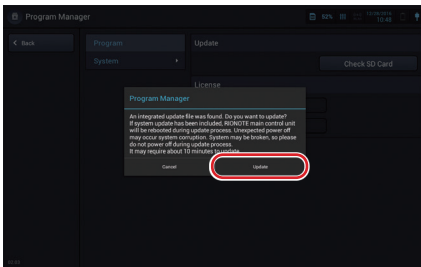 Program Manager
82%
10:48
Back
Program
Update
System
Check SD Card
License
Program Manager
An integrated update file was found. Do you want to update?
If system update has been included, RIONOTE main control unit
will be rebooted during update process. Unexpected power off
may occur system corruption. System may be broken, so please
do not power off during update process.
It may require about 10 minutes to update.
Cancel
Update